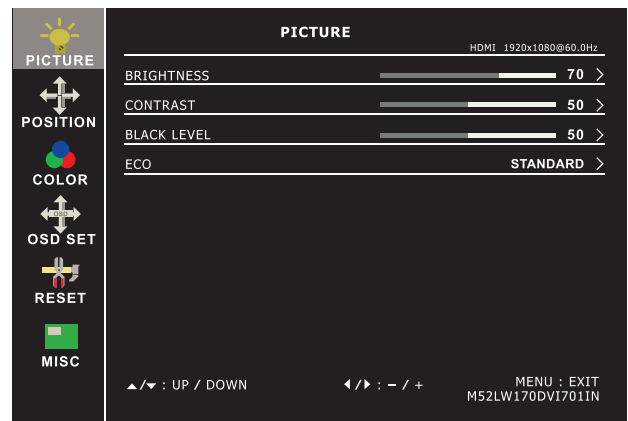 PICTURE
HDMI 1920x1080@60.0Hz
PICTURE
POSITION
COLOR
OSD
OSD SET
RESET
MISC
BRIGHTNESS 70 >
CONTRAST 50 >
BLACK LEVEL 50 >
ECO STANDARD >
▲/▼ : UP / DOWN ◀/▶ : – / + MENU : EXIT
M52LW170DVI701IN